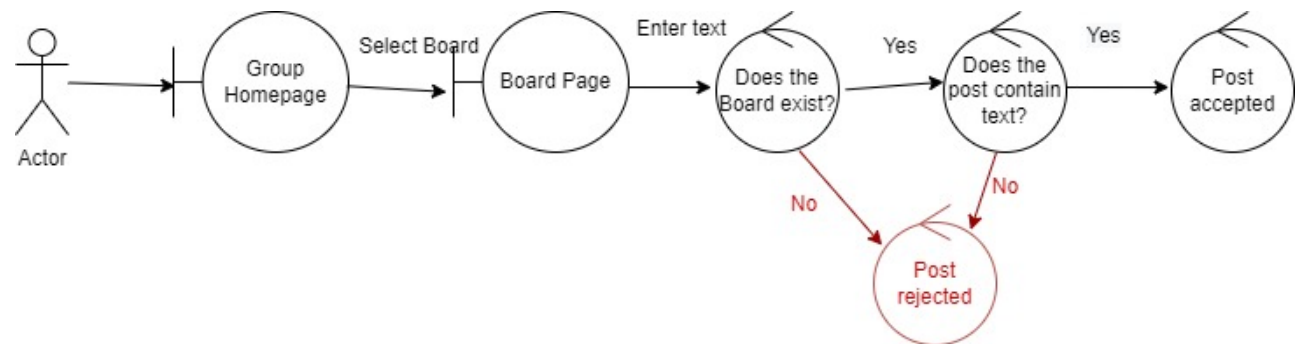 Actor
Group
Homepage
Select Board
Board Page
Enter text
Does the
Board exist?
Yes
Does the
post contain
text?
Yes
Post
accepted
No
No
Post
rejected